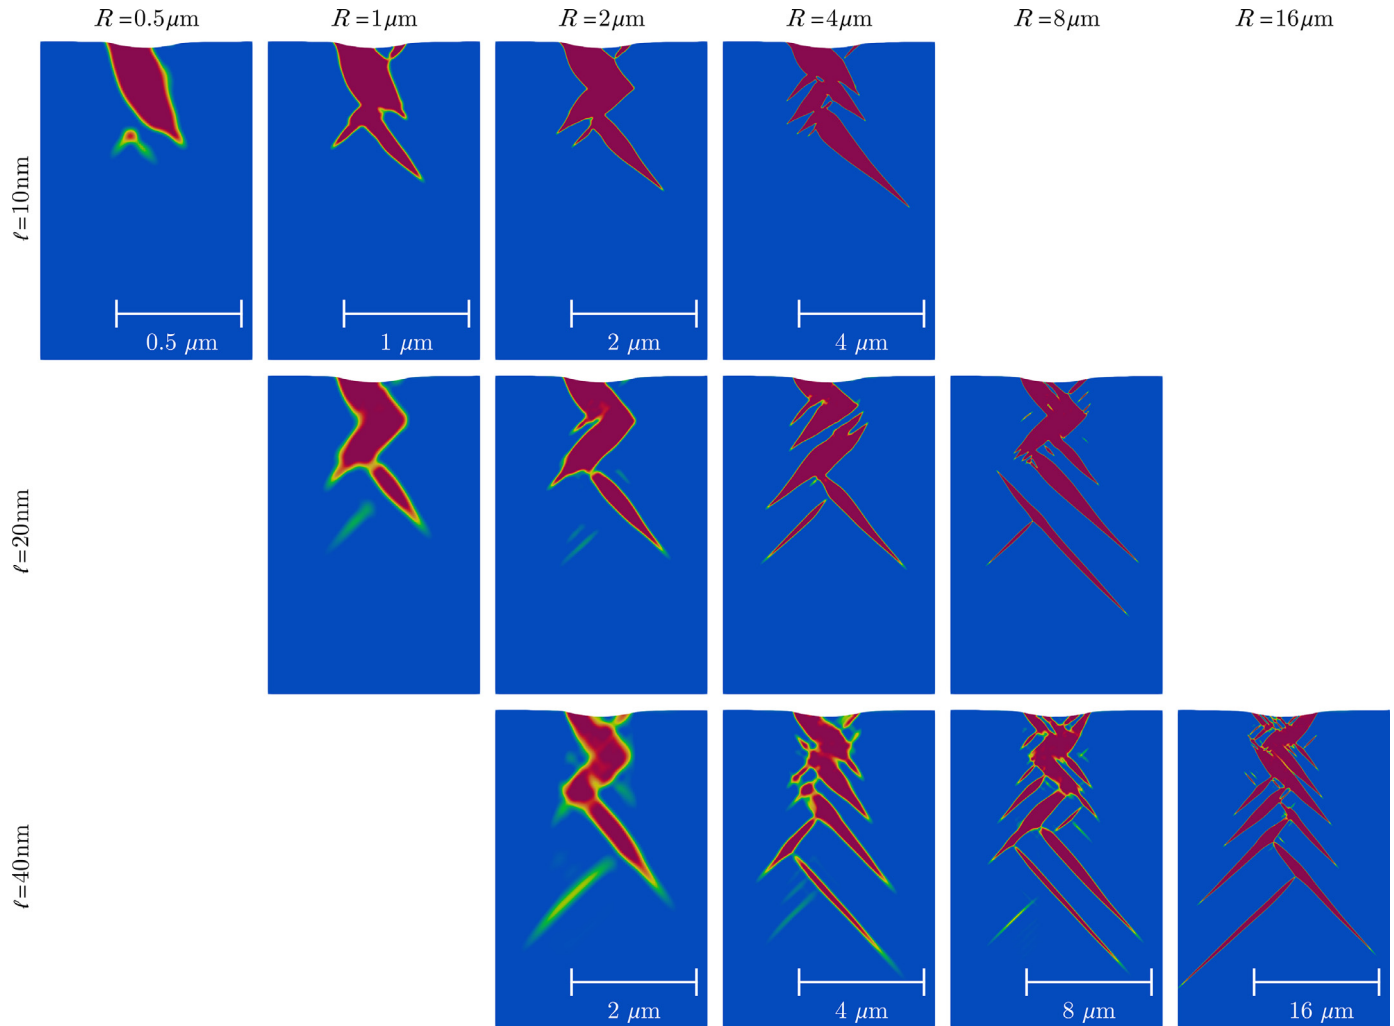 R =0.5μm R =1μm R =2μm R =4μm R =8μm R =16μm
ℓ=10nm
0.5 μm 1 μm 2 μm 4 μm
ℓ=20nm
ℓ=40nm
2 μm 4 μm 8 μm 16 μm